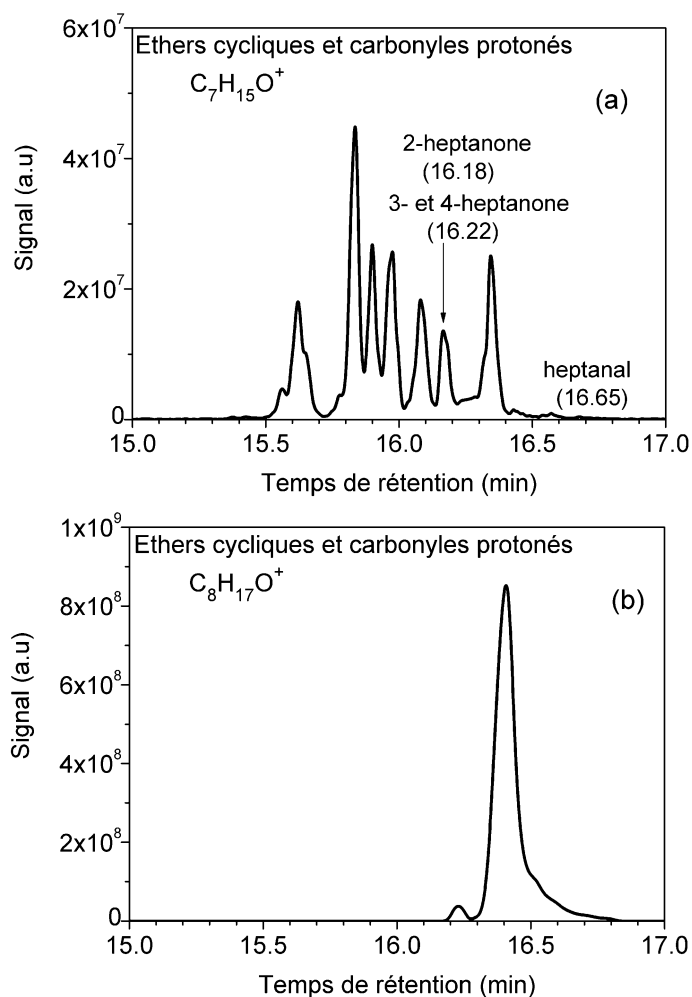 6x10⁷
Ethers cycliques et carbonyles protonés
C₇H₁₅O⁺
(a)
2-heptanone
(16.18)
4x10⁷
3- et 4-heptanone
(16.22)
Signal (a.u)
2x10⁷
heptanal
(16.65)
0
15.0 15.5 16.0 16.5 17.0
Temps de rétention (min)
1x10⁹
Ethers cycliques et carbonyles protonés
C₈H₁₇O⁺
(b)
8x10⁸
6x10⁸
Signal (a.u)
4x10⁸
2x10⁸
0
15.0 15.5 16.0 16.5 17.0
Temps de rétention (min)